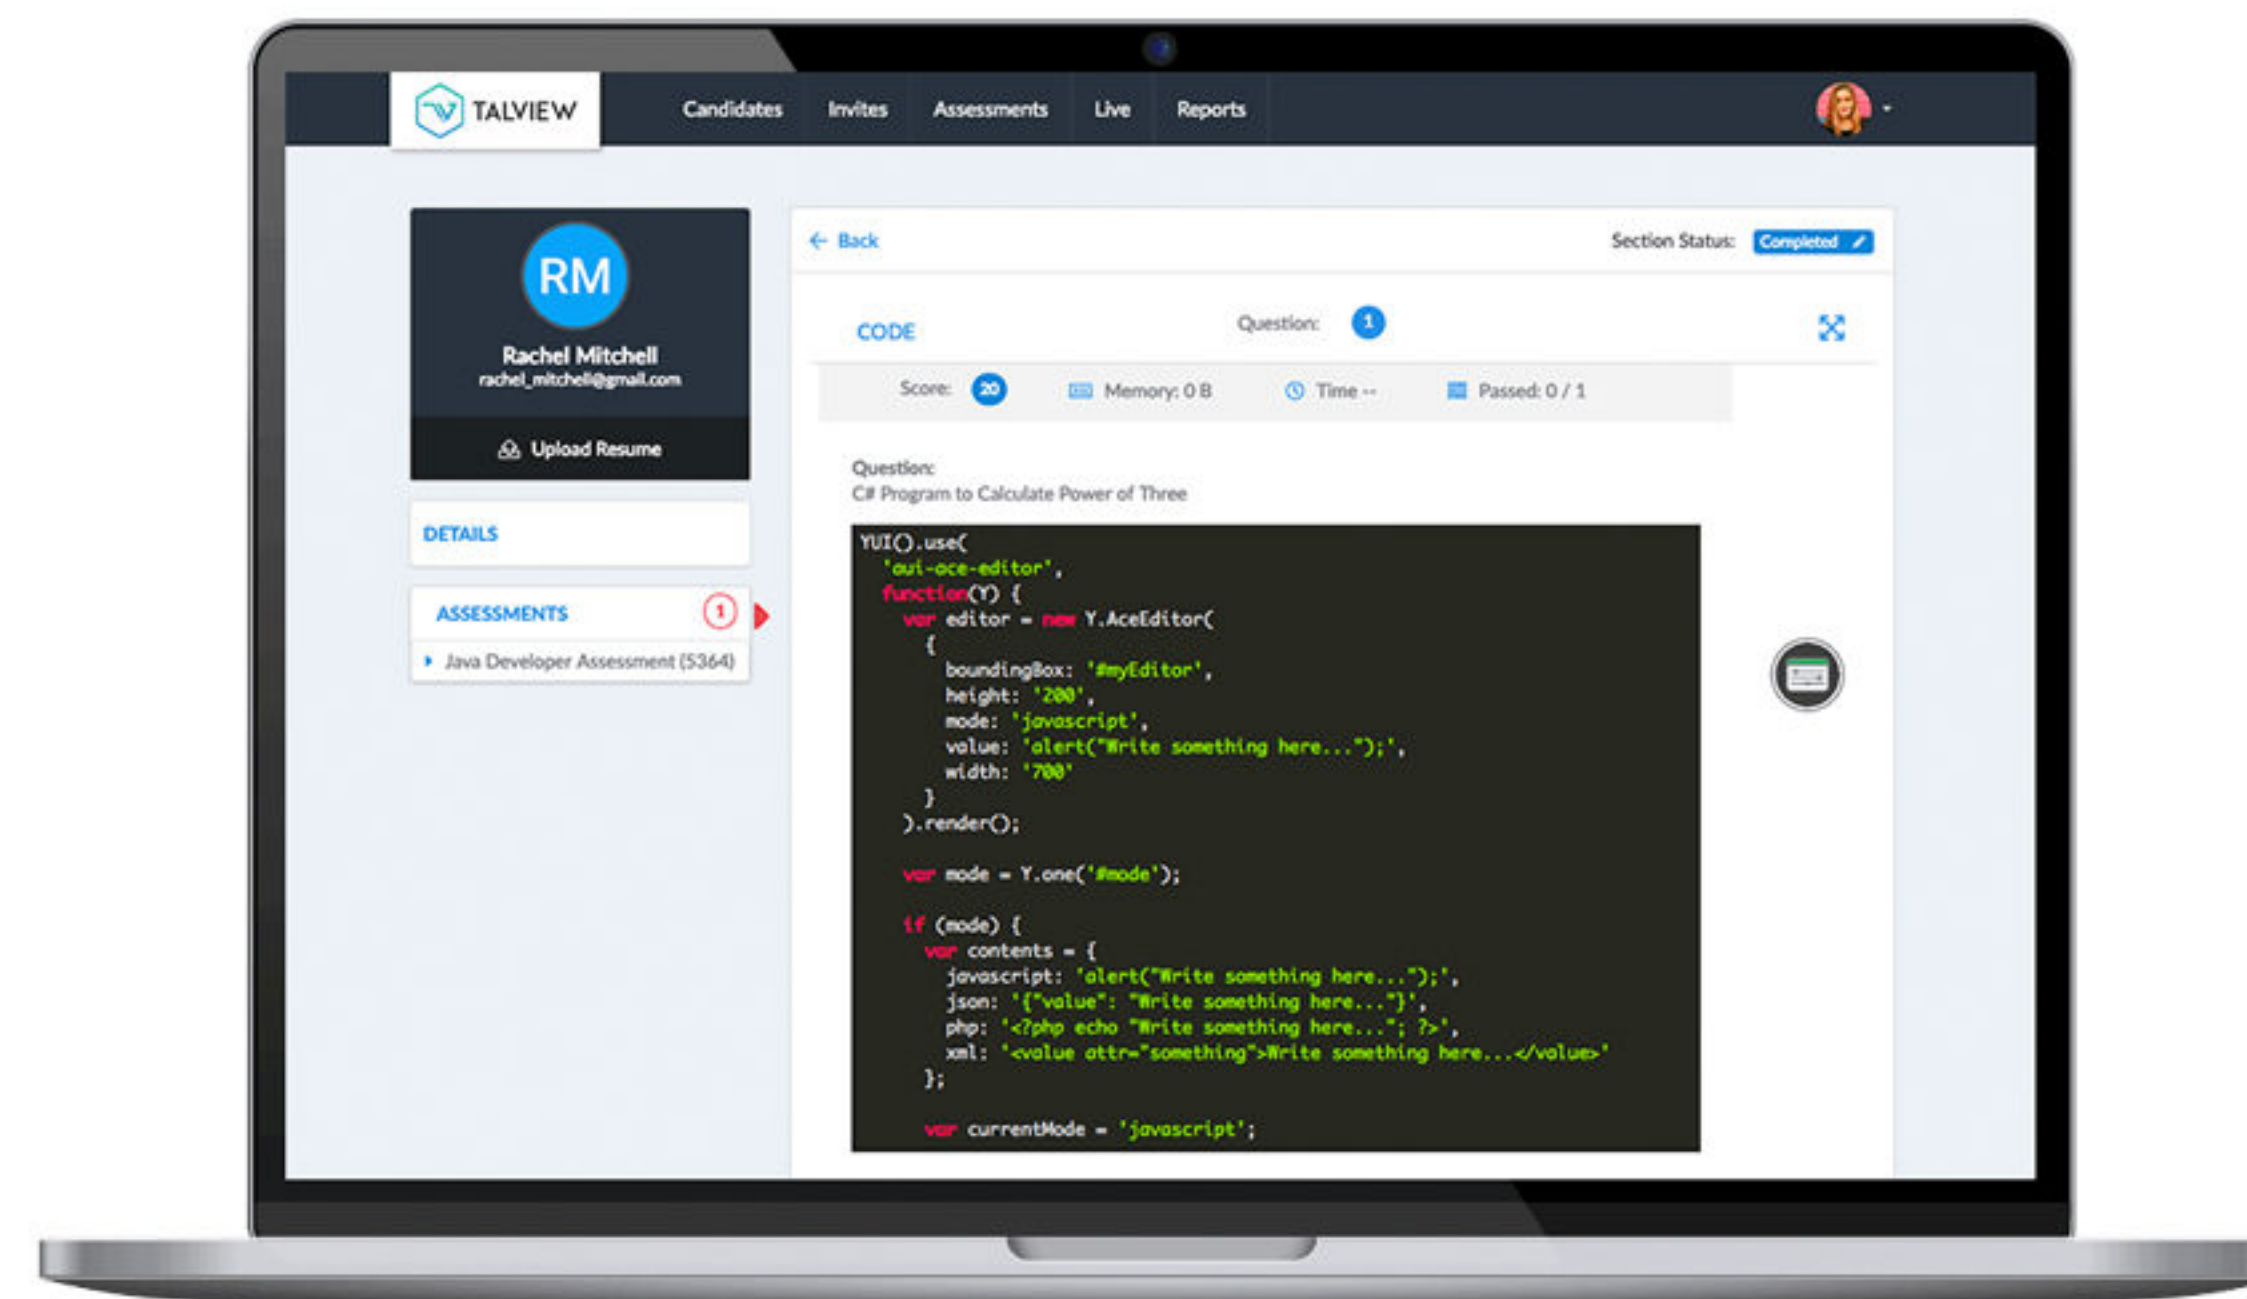 TALVIEW
Candidates Invites Assessments Live Reports
RM
Rachel Mitchell
rachel_mitchell@gmail.com
Upload Resume
DETAILS
ASSESSMENTS 1
Java Developer Assessment (5364)
Back
Section Status: Completed
CODE
Question: 1
Score: 20 Memory: 0 B Time -- Passed: 0 / 1
Question:
C# Program to Calculate Power of Three
YUI().use(
'aui-ace-editor',
function(Y) {
var editor = new Y.AceEditor(
{
boundingBox: '#myEditor',
height: '200',
mode: 'javascript',
value: 'alert("Write something here...");',
width: '700'
}
).render();
var mode = Y.one('#mode');
if (mode) {
var contents = {
javascript: 'alert("Write something here...");',
json: '{"value": "Write something here..."}',
php: '<?php echo "Write something here..."; ?>',
xml: '<value attr="something">Write something here...</value>'
};
var currentMode = 'javascript';